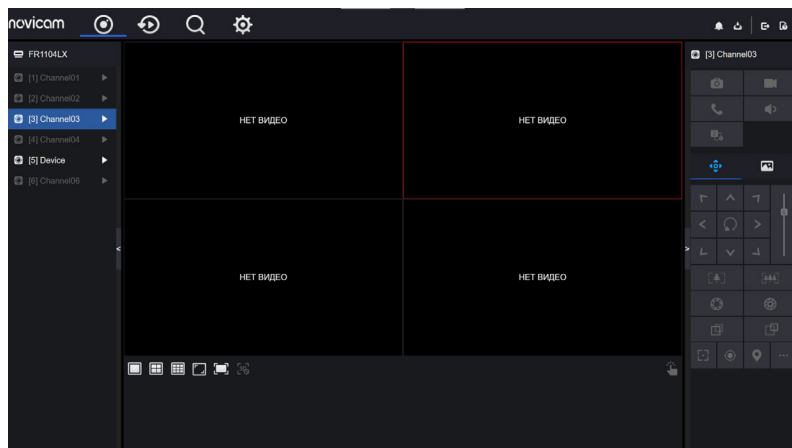 novicam
FR1104LX
[3] Channel03
[1] Channel01
[2] Channel02
[3] Channel03
[4] Channel04
[5] Device
[6] Channel06
НЕТ ВИДЕО
НЕТ ВИДЕО
НЕТ ВИДЕО
НЕТ ВИДЕО